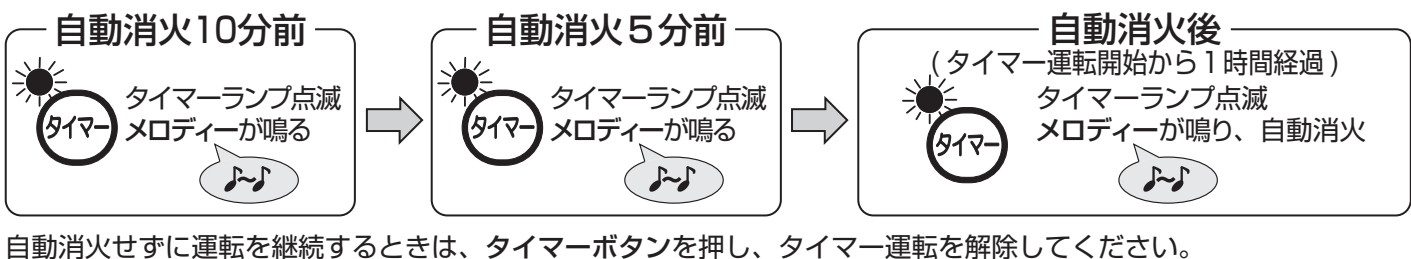 自動消火10分前
タイマー
タイマーランプ点滅
メロディーが鳴る
♪～♪
自動消火5分前
タイマー
タイマーランプ点滅
メロディーが鳴る
♪～♪
自動消火後
(タイマー運転開始から1時間経過)
タイマー
タイマーランプ点滅
メロディーが鳴り、自動消火
♪～♪
自動消火せずに運転を継続するときは、タイマーボタンを押し、タイマー運転を解除してください。